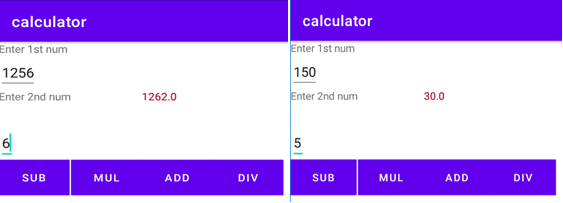 calculator
Enter 1st num
1256
Enter 2nd num 1262.0
6
SUB MUL ADD DIV
calculator
Enter 1st num
150
Enter 2nd num 30.0
5
SUB MUL ADD DIV